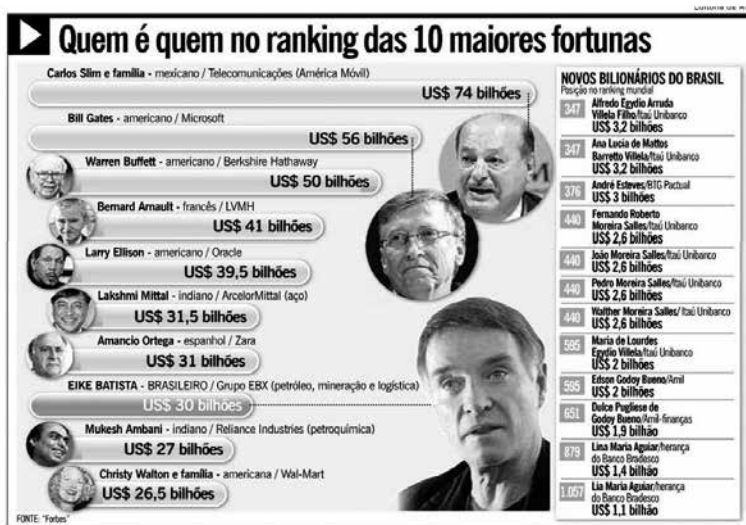 Quem é quem no ranking das 10 maiores fortunas
Carlos Slim e família - mexicano / Telecomunicações (América Móvil)
US$ 74 bilhões
Bill Gates - americano / Microsoft
US$ 56 bilhões
Warren Buffett - americano / Berkshire Hathaway
US$ 50 bilhões
Bernard Arnault - francês / LVMH
US$ 41 bilhões
Larry Ellison - americano / Oracle
US$ 39,5 bilhões
Lakshmi Mittal - indiano / ArcelorMittal (aço)
US$ 31,5 bilhões
Amancio Ortega - espanhol / Zara
US$ 31 bilhões
EIKE BATISTA - BRASILEIRO / Grupo EBX (petróleo, mineração e logística)
US$ 30 bilhões
Mukesh Ambani - indiano / Reliance Industries (petroquímica)
US$ 27 bilhões
Christy Walton e família - americana / Wal-Mart
US$ 26,5 bilhões
FONTE: "Forbes"
NOVOS BILIONÁRIOS DO BRASIL
Posição no ranking mundial
347 Alfredo Egydio Arruda
Villela Filho/Itaú Unibanco
US$ 3,2 bilhões
347 Ana Lucia de Mattos
Barretto Villela/Itaú Unibanco
US$ 3,2 bilhões
376 André Esteves/BTG Pactual
US$ 3 bilhões
440 Fernando Roberto
Moreira Salles/Itaú Unibanco
US$ 2,6 bilhões
440 João Moreira Salles/Itaú Unibanco
US$ 2,6 bilhões
440 Pedro Moreira Salles/Itaú Unibanco
US$ 2,6 bilhões
440 Walther Moreira Salles/ Itaú Unibanco
US$ 2,6 bilhões
595 Maria de Lourdes
Egydio Villela/Itaú Unibanco
US$ 2 bilhões
595 Edson Godoy Bueno/Amil
US$ 2 bilhões
651 Dulce Pugliese de
Godoy Bueno/Amil-finanças
US$ 1,9 bilhão
879 Lina Maria Aguiar/herança
do Banco Bradesco
US$ 1,4 bilhão
1.057 Lia Maria Aguiar/herança
do Banco Bradesco
US$ 1,1 bilhão